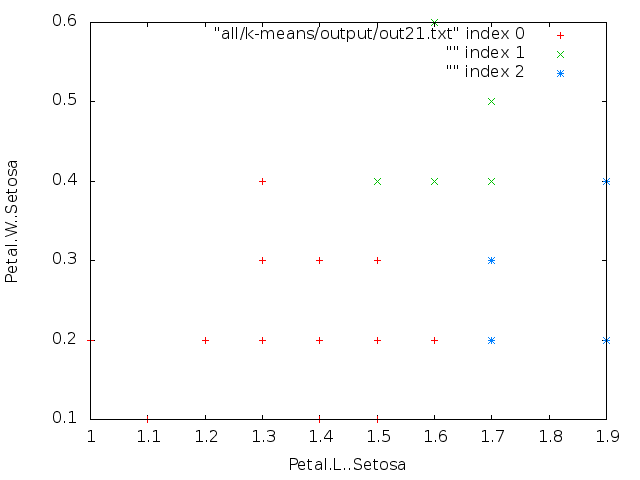 0.6
"all/k-means/output/out21.txt" index 0
"" index 1
"" index 2
0.5
0.4
0.3
0.2
0.1
Petal.W..Setosa
1 1.1 1.2 1.3 1.4 1.5 1.6 1.7 1.8 1.9
Petal.L..Setosa